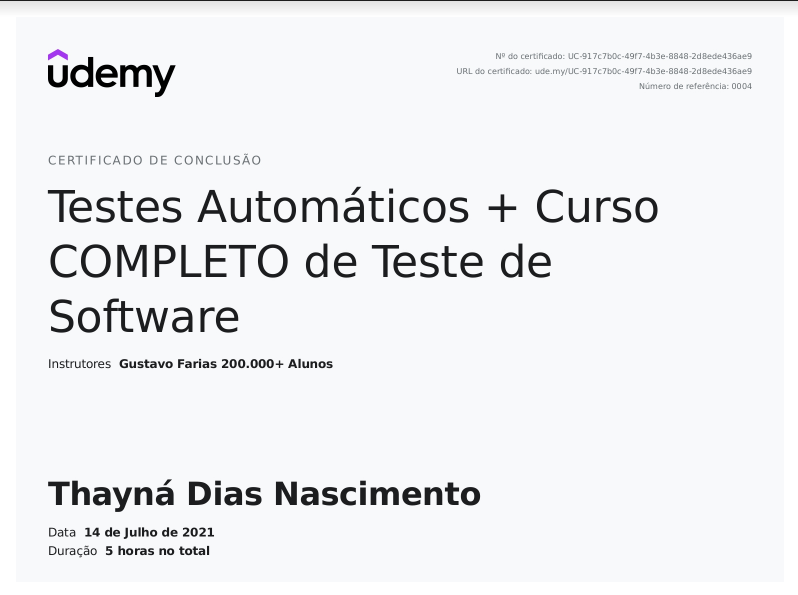 udemy
Nº do certificado: UC-917c7b0c-49f7-4b3e-8848-2d8ede436ae9
URL do certificado: ude.my/UC-917c7b0c-49f7-4b3e-8848-2d8ede436ae9
Número de referência: 0004
CERTIFICADO DE CONCLUSÃO
Testes Automáticos + Curso
COMPLETO de Teste de
Software
Instrutores Gustavo Farias 200.000+ Alunos
Thayná Dias Nascimento
Data 14 de Julho de 2021
Duração 5 horas no total